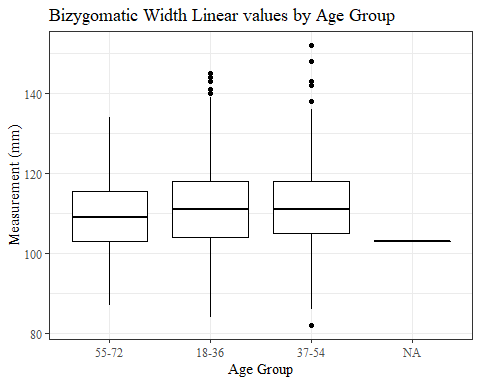 Bizygomatic Width Linear values by Age Group
Measurement (mm)
140
120
100
80
55-72 18-36 37-54 NA
Age Group